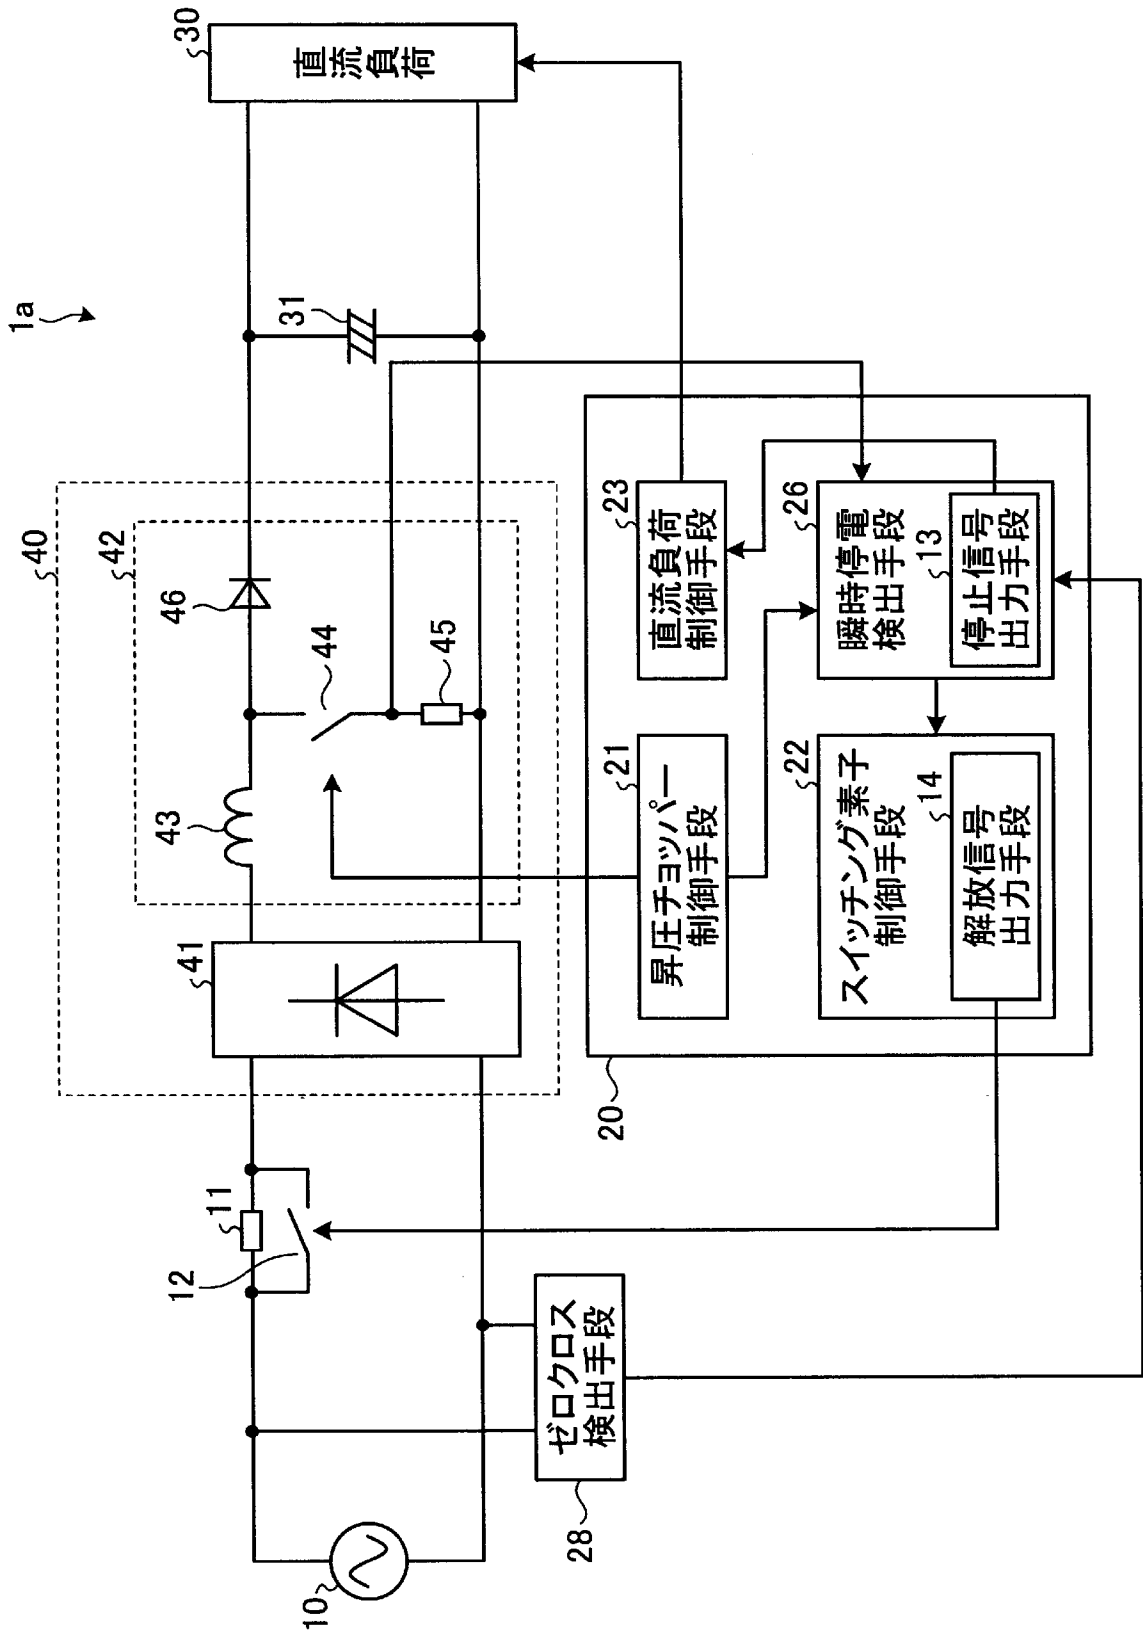 1a
40
42
30
直流負荷
10
12
11
41
43
46
44
45
31
28
ゼロクロス
検出手段
20
21
昇圧チョッパー
制御手段
23
直流負荷
制御手段
22
スイッチング素子
制御手段
14
解放信号
出力手段
26
瞬時停電
検出手段
13
停止信号
出力手段